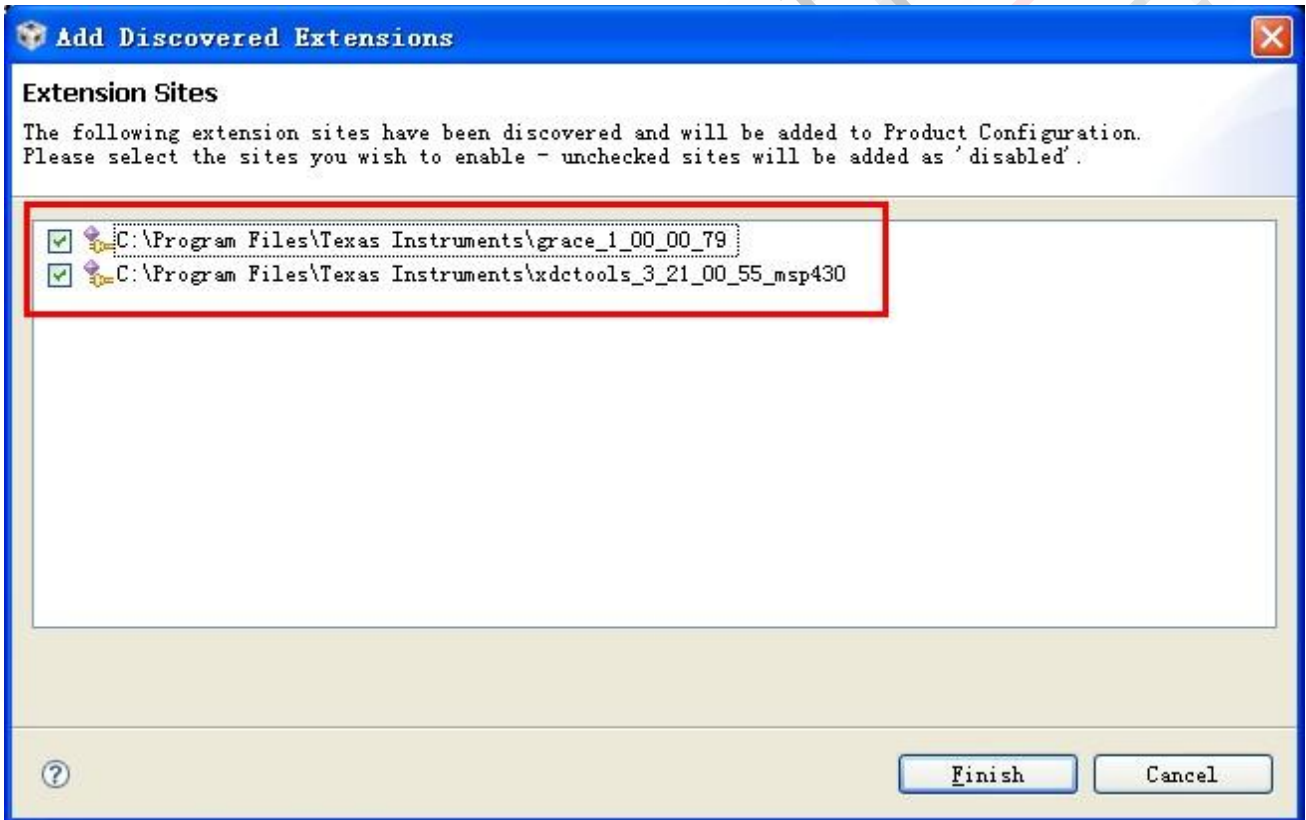 Add Discovered Extensions
Extension Sites
The following extension sites have been discovered and will be added to Product Configuration.
Please select the sites you wish to enable - unchecked sites will be added as 'disabled'.
C:\Program Files\Texas Instruments\grace_1_00_00_79
C:\Program Files\Texas Instruments\xdctools_3_21_00_55_msp430
Finish Cancel